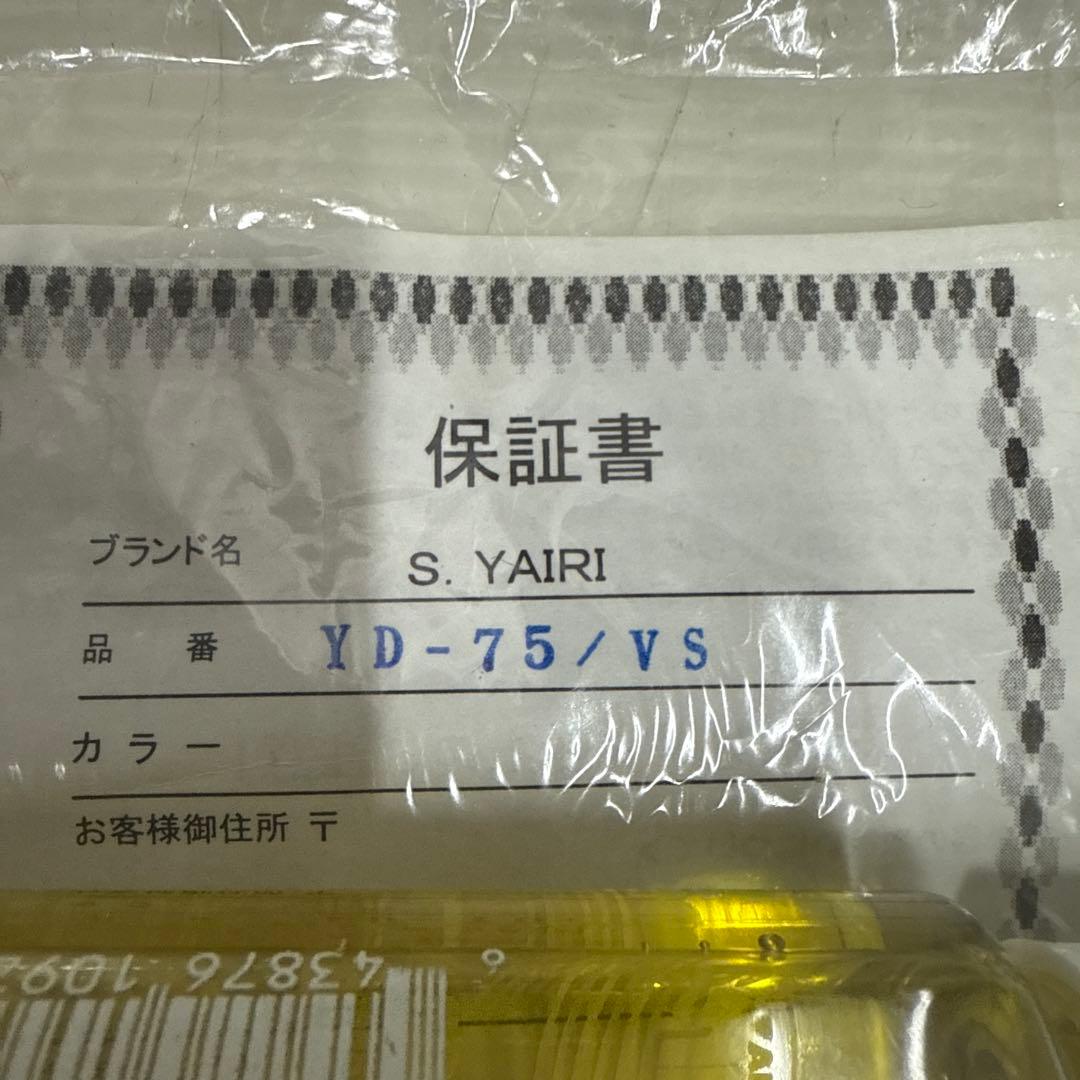 保証書
ブランド名 S. YAIRI
品 番 YD-75/VS
カラー
お客様御住所 〒
6 43876 109